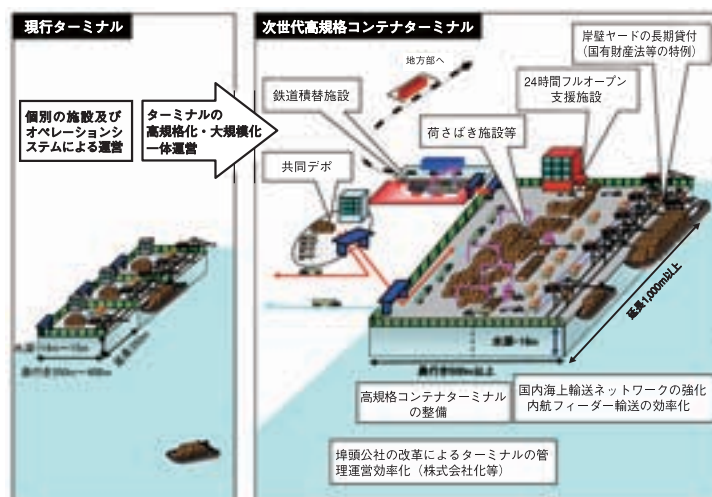 現行ターミナル
個別の施設及び
オペレーションシ
ステムによる運営
ターミナルの
高規格化・大規模化
一体運営
次世代高規格コンテナターミナル
岸壁ヤードの長期貸付
（国有財産法等の特例）
地方部へ
鉄道積替施設
24時間フルオープン
支援施設
荷さばき施設等
共同デポ
延長1,000m以上
水深-16m
奥行き500m以上
高規格コンテナターミナル
の整備
国内海上輸送ネットワークの強化
内航フィーダー輸送の効率化
埠頭公社の改革によるターミナルの管
理運営効率化（株式会社化等）